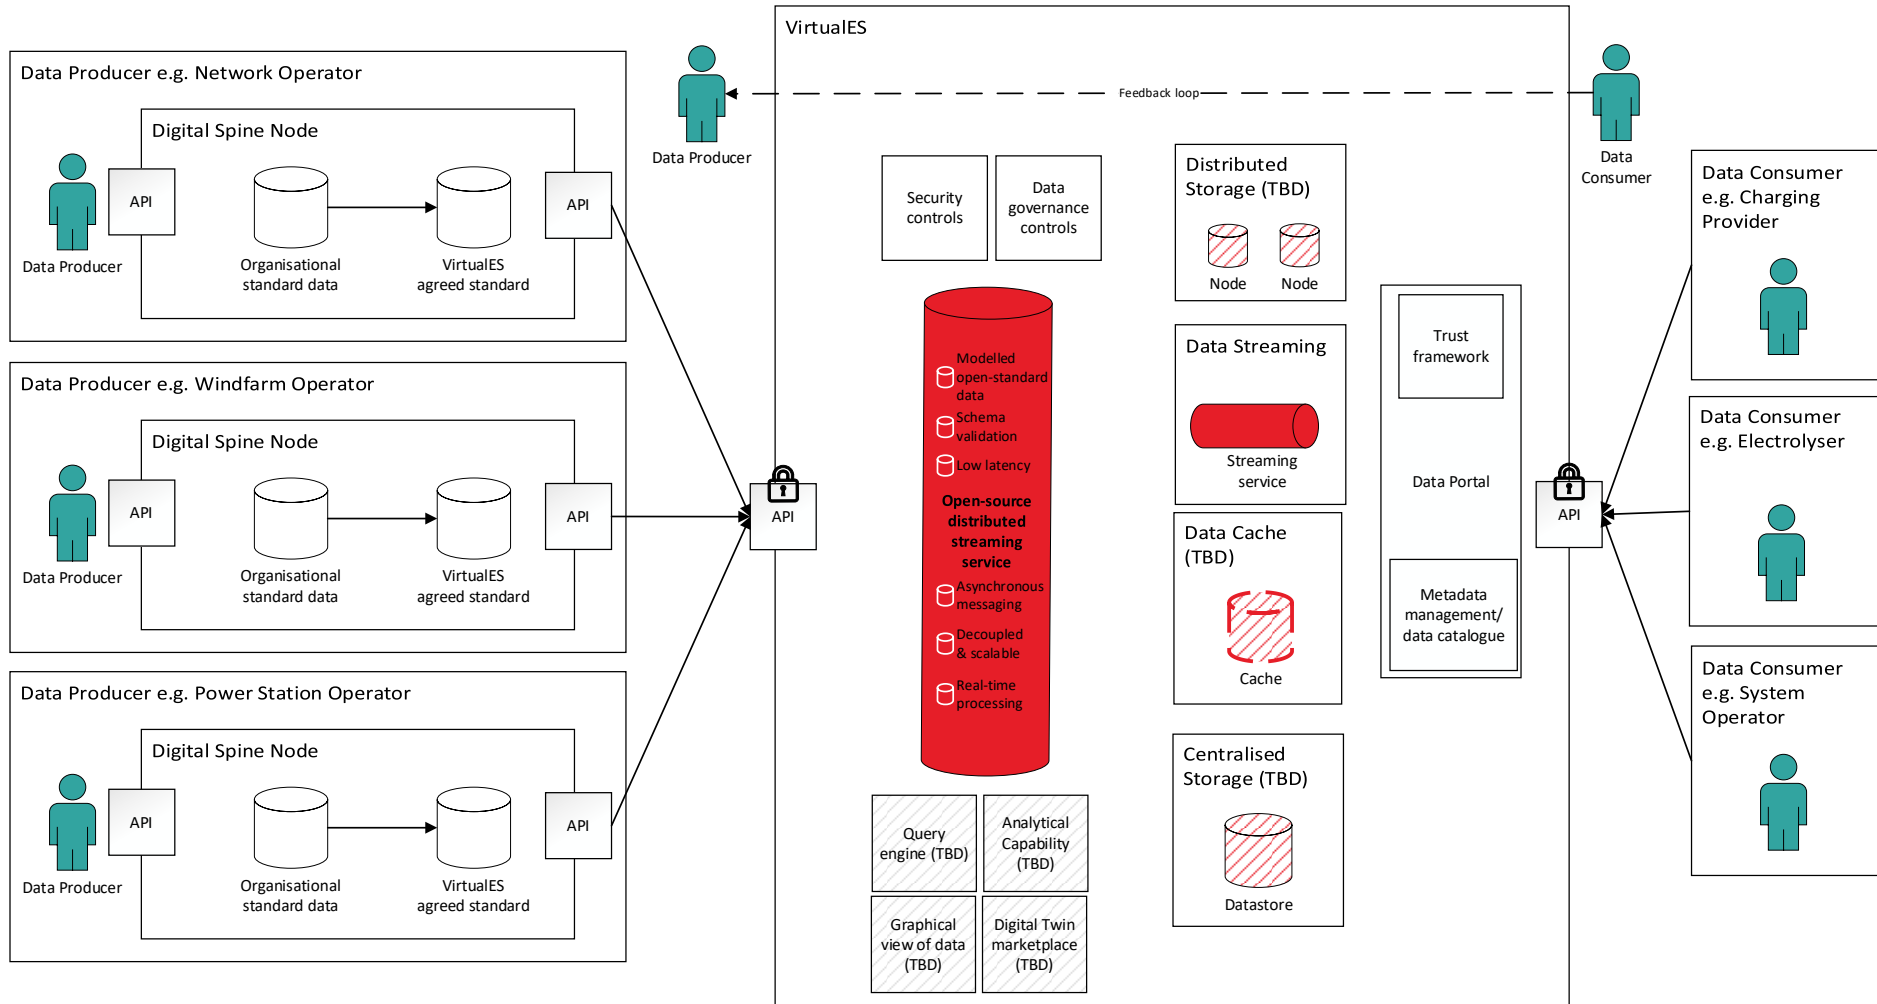 VirtualES
Data Producer e.g. Network Operator
Digital Spine Node
Data Producer
API
Organisational
standard data
VirtualES
agreed standard
API
Data Producer e.g. Windfarm Operator
Digital Spine Node
Data Producer
API
Organisational
standard data
VirtualES
agreed standard
API
Data Producer e.g. Power Station Operator
Digital Spine Node
Data Producer
API
Organisational
standard data
VirtualES
agreed standard
API
Data Producer
Feedback loop
Data
Consumer
API
Security
controls
Data
governance
controls
Modelled
open-standard
data
Schema
validation
Low latency
Open-source
distributed
streaming
service
Asynchronous
messaging
Decoupled
& scalable
Real-time
processing
Query
engine (TBD)
Analytical
Capability
(TBD)
Graphical
view of data
(TBD)
Digital Twin
marketplace
(TBD)
Distributed
Storage (TBD)
Node
Node
Data Streaming
Streaming
service
Data Cache
(TBD)
Cache
Centralised
Storage (TBD)
Datastore
Trust
framework
Data Portal
Metadata
management/
data catalogue
API
Data Consumer
e.g. Charging
Provider
Data Consumer
e.g. Electrolyser
Data Consumer
e.g. System
Operator